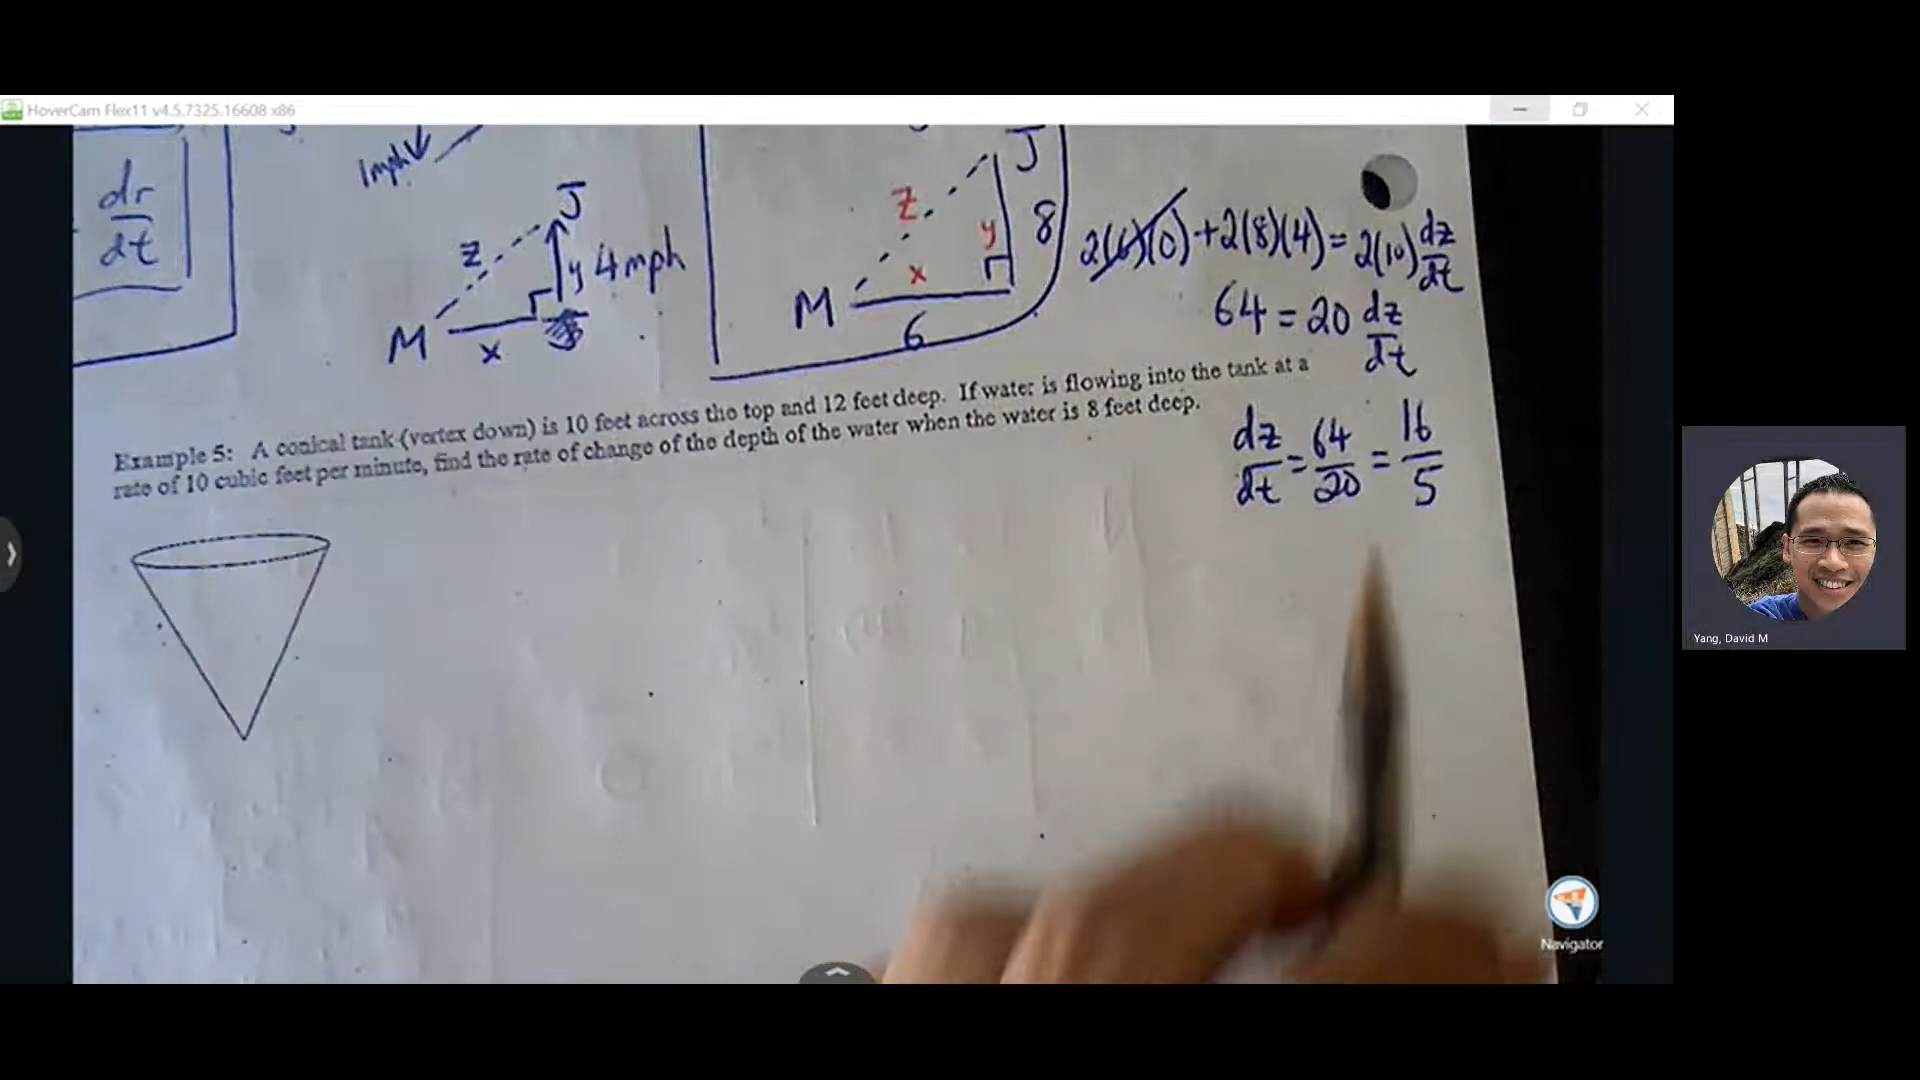 HoverCam Flex11 v4.5.7325.16608 x86
dr
dt
1mph
J
z
y 4mph
M
x
J
z
y
8
x
M
6
2(6)(0)+2(8)(4)=2(10) dz
dt
64=20 dz
dt
dz = 64 = 16
dt 20 5
Example 5: A conical tank (vertex down) is 10 feet across the top and 12 feet deep. If water is flowing into the tank at a
rate of 10 cubic feet per minute, find the rate of change of the depth of the water when the water is 8 feet deep.
Yang, David M
Navigator